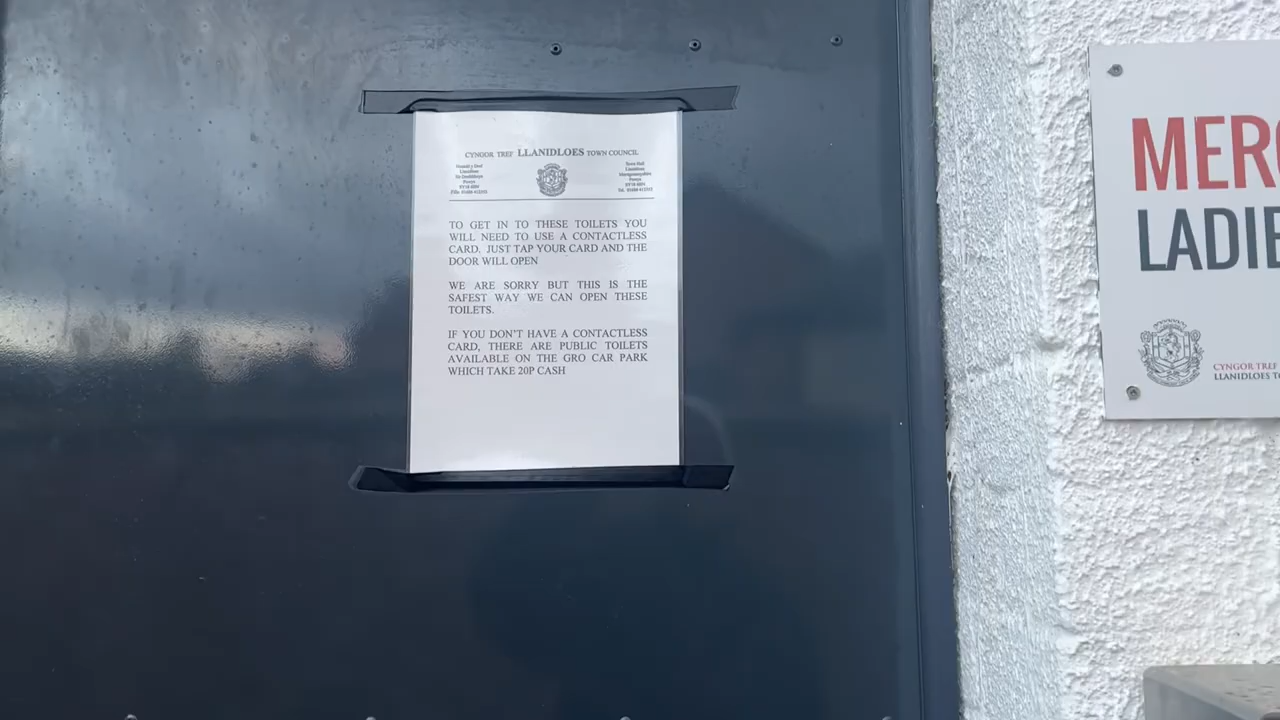 CYNGOR TREF LLANIDLOES TOWN COUNCIL
TO GET IN TO THESE TOILETS YOU
WILL NEED TO USE A CONTACTLESS
CARD. JUST TAP YOUR CARD AND THE
DOOR WILL OPEN
WE ARE SORRY BUT THIS IS THE
SAFEST WAY WE CAN OPEN THESE
TOILETS.
IF YOU DON'T HAVE A CONTACTLESS
CARD, THERE ARE PUBLIC TOILETS
AVAILABLE ON THE GRO CAR PARK
WHICH TAKE 20P CASH
MERC
LADIE
CYNGOR TREF
LLANIDLOES TO